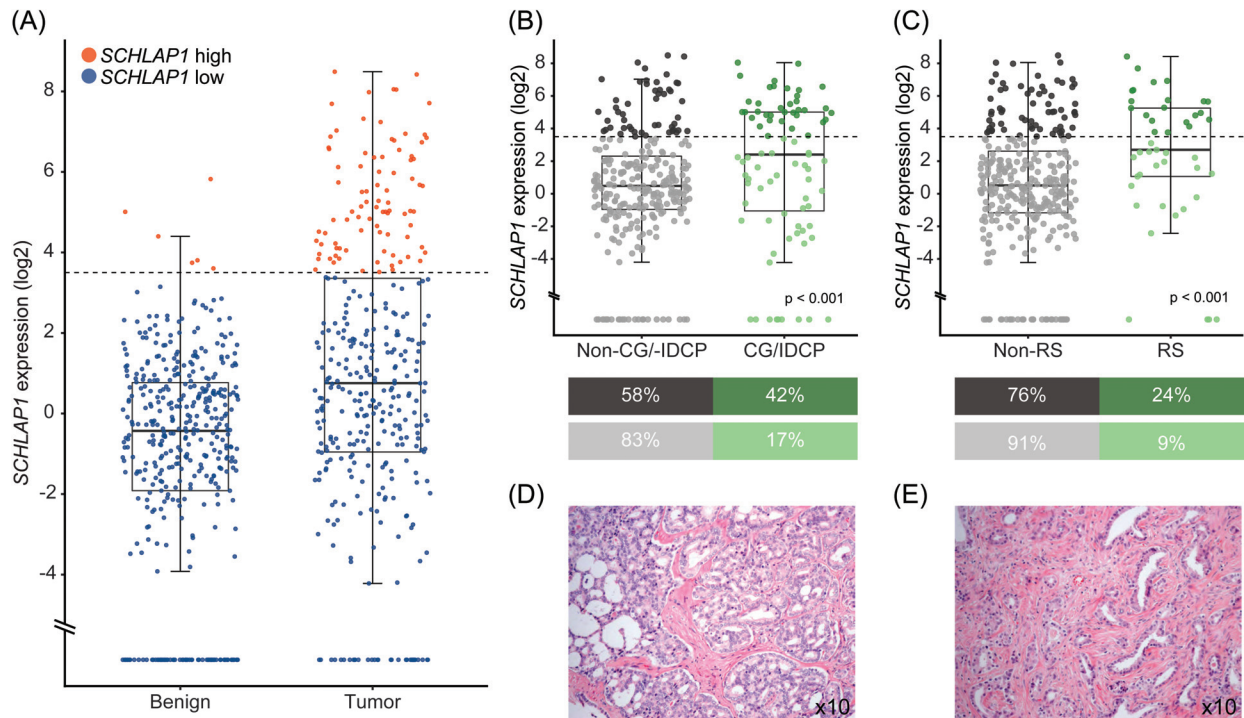 (A)
SCHLAP1 high
SCHLAP1 low
SCHLAP1 expression (log2)
8
6
4
2
0
-2
-4
Benign
Tumor
(B)
SCHLAP1 expression (log2)
8
6
4
2
0
-2
-4
p < 0.001
Non-CG/-IDCP
CG/IDCP
58%
42%
83%
17%
(C)
SCHLAP1 expression (log2)
8
6
4
2
0
-2
-4
p < 0.001
Non-RS
RS
76%
24%
91%
9%
(D)
x10
(E)
x10